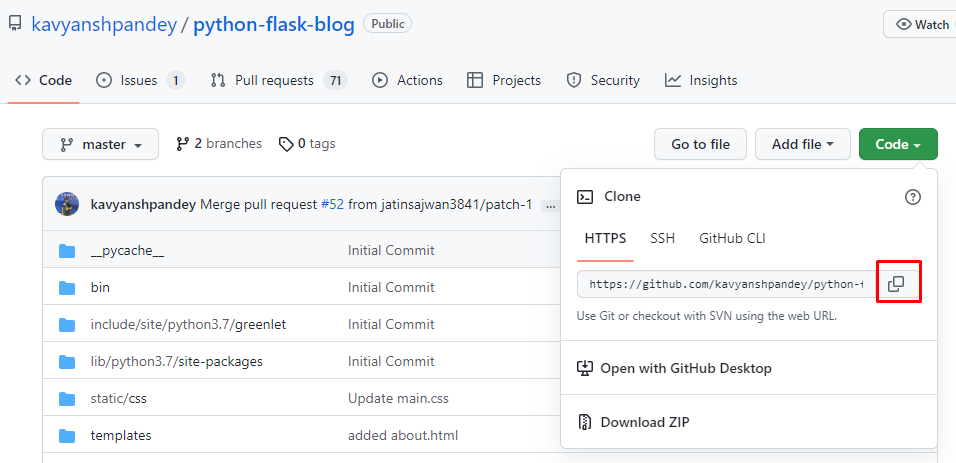 kavyanshpandey / python-flask-blog Public Watch
Code Issues 1 Pull requests 71 Actions Projects Security Insights
master 2 branches 0 tags Go to file Add file Code
kavyanshpandey Merge pull request #52 from jatinsajwan3841/patch-1 ...
__pycache__ Initial Commit
bin Initial Commit
include/site/python3.7/greenlet Initial Commit
lib/python3.7/site-packages Initial Commit
static/css Update main.css
templates added about.html
Clone
HTTPS SSH GitHub CLI
https://github.com/kavyanshpandey/python-f
Use Git or checkout with SVN using the web URL.
Open with GitHub Desktop
Download ZIP